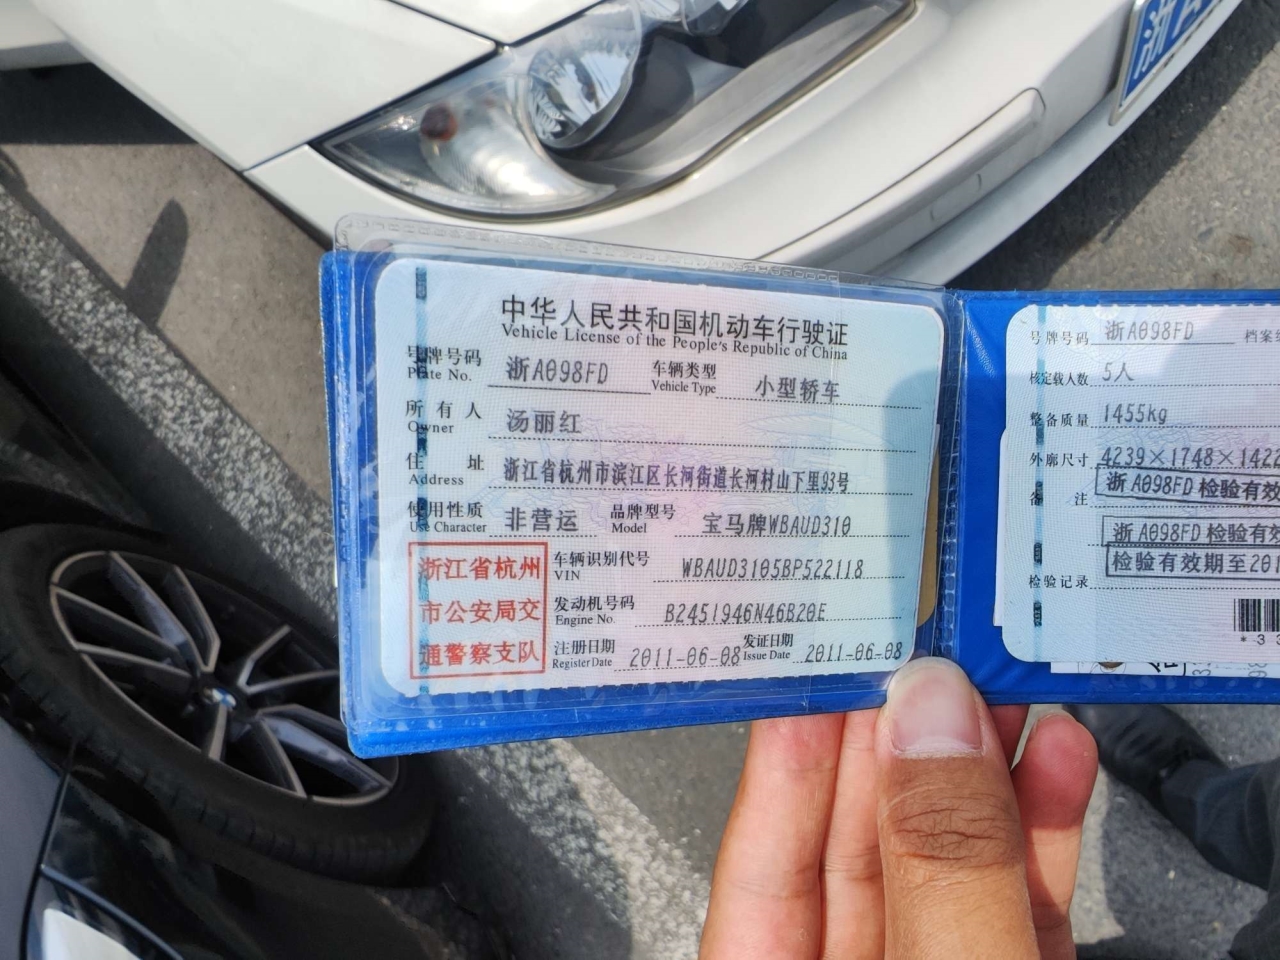 浙A
中华人民共和国机动车行驶证
Vehicle License of the People's Republic of China
号牌号码 浙A098FD 车辆类型 小型轿车
Plate No. Vehicle Type
所有人 汤丽红
Owner
住址 浙江省杭州市滨江区长河街道长河村山下里93号
Address
使用性质 非营运 品牌型号 宝马牌WBAUD310
Use Character Model
浙江省杭州
市公安局交
通警察支队
车辆识别代号 WBAUD3105BP522118
VIN
发动机号码 B2451946N46B20E
Engine No.
注册日期 2011-06-08 发证日期 2011-06-08
Register Date Issue Date
号牌号码 浙A098FD 档案
核定载人数 5人
整备质量 1455kg
外廓尺寸 4239×1748×1422
备注 浙A098FD检验有效
浙A098FD检验有效
检验有效期至201
检验记录